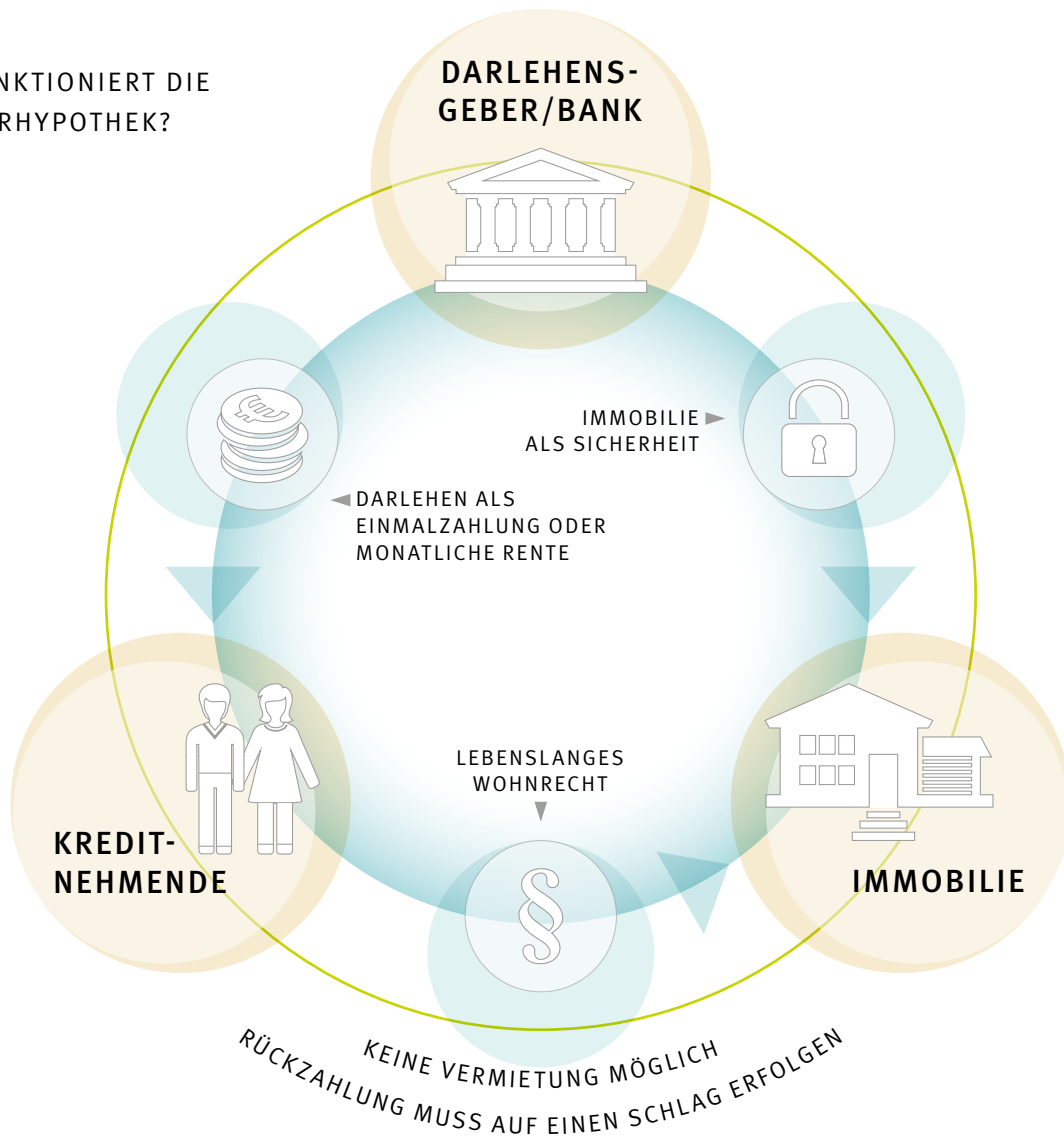 NKTIONIERT DIE
RHYPOTHEK?
DARLEHENS-
GEBER/BANK
IMMOBILIE
ALS SICHERHEIT
DARLEHEN ALS
EINMALZAHLUNG ODER
MONATLICHE RENTE
LEBENSLANGES
WOHNRECHT
KREDIT-
NEHMENDE
IMMOBILIE
§
KEINE VERMIETUNG MÖGLICH
RÜCKZAHLUNG MUSS AUF EINEN SCHLAG ERFOLGEN